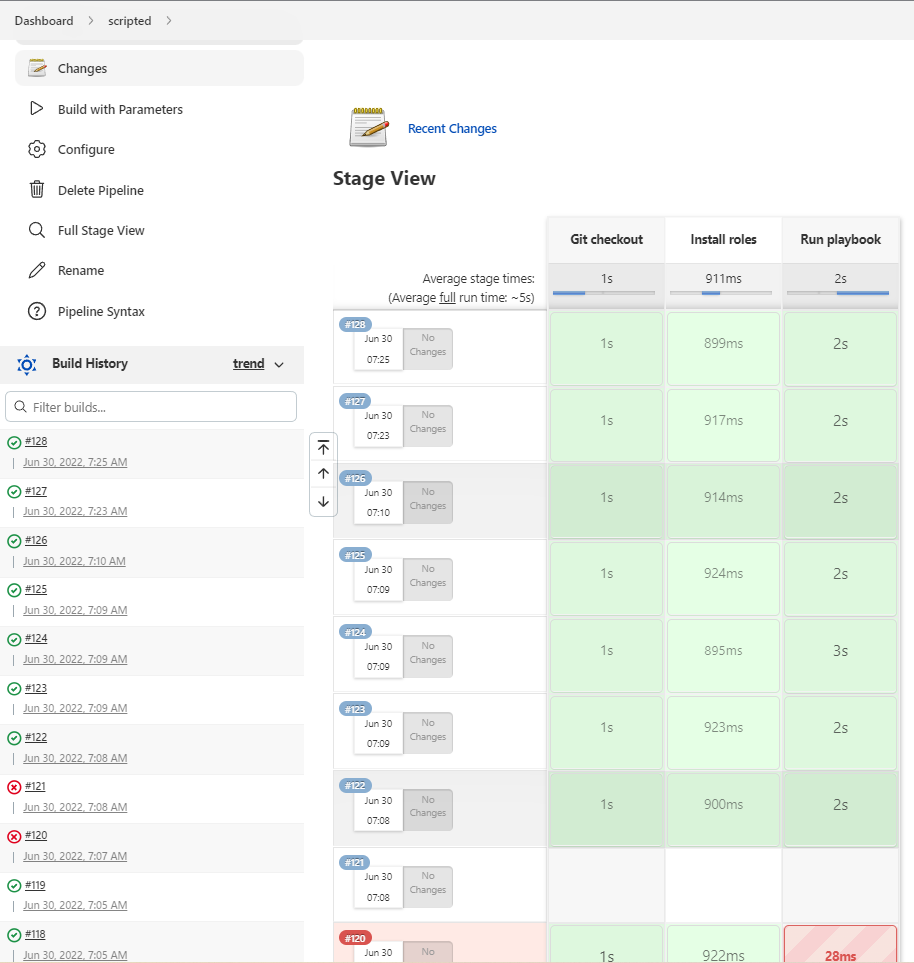 Dashboard > scripted >
Changes
Build with Parameters
Configure
Delete Pipeline
Full Stage View
Rename
Pipeline Syntax
Build History trend
Filter builds...
#128
Jun 30, 2022, 7:25 AM
#127
Jun 30, 2022, 7:23 AM
#126
Jun 30, 2022, 7:10 AM
#125
Jun 30, 2022, 7:09 AM
#124
Jun 30, 2022, 7:09 AM
#123
Jun 30, 2022, 7:09 AM
#122
Jun 30, 2022, 7:08 AM
#121
Jun 30, 2022, 7:08 AM
#120
Jun 30, 2022, 7:07 AM
#119
Jun 30, 2022, 7:05 AM
#118
Jun 30, 2022, 7:05 AM
Recent Changes
Stage View
Git checkout Install roles Run playbook
Average stage times: 1s 911ms 2s
(Average full run time: ~5s)
#128
Jun 30 No
07:25 Changes
1s 899ms 2s
#127
Jun 30 No
07:23 Changes
1s 917ms 2s
#126
Jun 30 No
07:10 Changes
1s 914ms 2s
#125
Jun 30 No
07:09 Changes
1s 924ms 2s
#124
Jun 30 No
07:09 Changes
1s 895ms 3s
#123
Jun 30 No
07:09 Changes
1s 923ms 2s
#122
Jun 30 No
07:08 Changes
1s 900ms 2s
#121
Jun 30 No
07:08 Changes
#120
Jun 30 No
1s 922ms 28ms